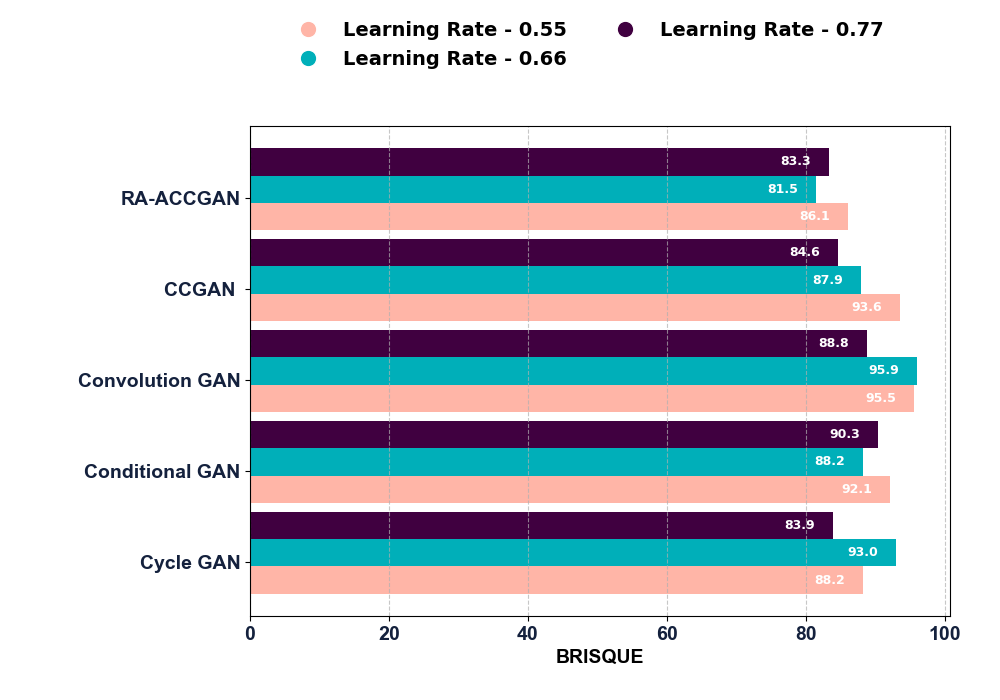 Learning Rate - 0.55
Learning Rate - 0.77
Learning Rate - 0.66
RA-ACCGAN
83.3
81.5
86.1
CCGAN
84.6
87.9
93.6
Convolution GAN
88.8
95.9
95.5
Conditional GAN
90.3
88.2
92.1
Cycle GAN
83.9
93.0
88.2
0 20 40 60 80 100
BRISQUE